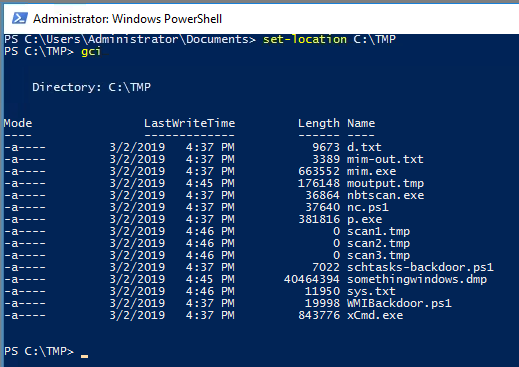 Administrator: Windows PowerShell
PS C:\Users\Administrator\Documents> set-location C:\TMP
PS C:\TMP> gci
Directory: C:\TMP
Mode LastWriteTime Length Name
---- ------------- ------ ----
-a---- 3/2/2019 4:37 PM 9673 d.txt
-a---- 3/2/2019 4:37 PM 3389 mim-out.txt
-a---- 3/2/2019 4:37 PM 663552 mim.exe
-a---- 3/2/2019 4:45 PM 176148 moutput.tmp
-a---- 3/2/2019 4:37 PM 36864 nbtscan.exe
-a---- 3/2/2019 4:37 PM 37640 nc.ps1
-a---- 3/2/2019 4:37 PM 381816 p.exe
-a---- 3/2/2019 4:46 PM 0 scan1.tmp
-a---- 3/2/2019 4:46 PM 0 scan2.tmp
-a---- 3/2/2019 4:46 PM 0 scan3.tmp
-a---- 3/2/2019 4:37 PM 7022 schtasks-backdoor.ps1
-a---- 3/2/2019 4:45 PM 40464394 somethingwindows.dmp
-a---- 3/2/2019 4:46 PM 11950 sys.txt
-a---- 3/2/2019 4:37 PM 19998 WMIBackdoor.ps1
-a---- 3/2/2019 4:37 PM 843776 xCmd.exe
PS C:\TMP> _